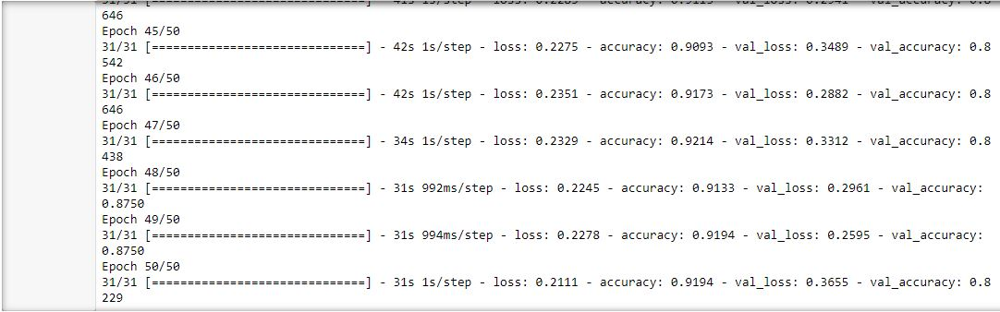 646
Epoch 45/50
31/31 [==============================] - 42s 1s/step - loss: 0.2275 - accuracy: 0.9093 - val_loss: 0.3489 - val_accuracy: 0.8
542
Epoch 46/50
31/31 [==============================] - 42s 1s/step - loss: 0.2351 - accuracy: 0.9173 - val_loss: 0.2882 - val_accuracy: 0.8
646
Epoch 47/50
31/31 [==============================] - 34s 1s/step - loss: 0.2329 - accuracy: 0.9214 - val_loss: 0.3312 - val_accuracy: 0.8
438
Epoch 48/50
31/31 [==============================] - 31s 992ms/step - loss: 0.2245 - accuracy: 0.9133 - val_loss: 0.2961 - val_accuracy:
0.8750
Epoch 49/50
31/31 [==============================] - 31s 994ms/step - loss: 0.2278 - accuracy: 0.9194 - val_loss: 0.2595 - val_accuracy:
0.8750
Epoch 50/50
31/31 [==============================] - 31s 1s/step - loss: 0.2111 - accuracy: 0.9194 - val_loss: 0.3655 - val_accuracy: 0.8
229